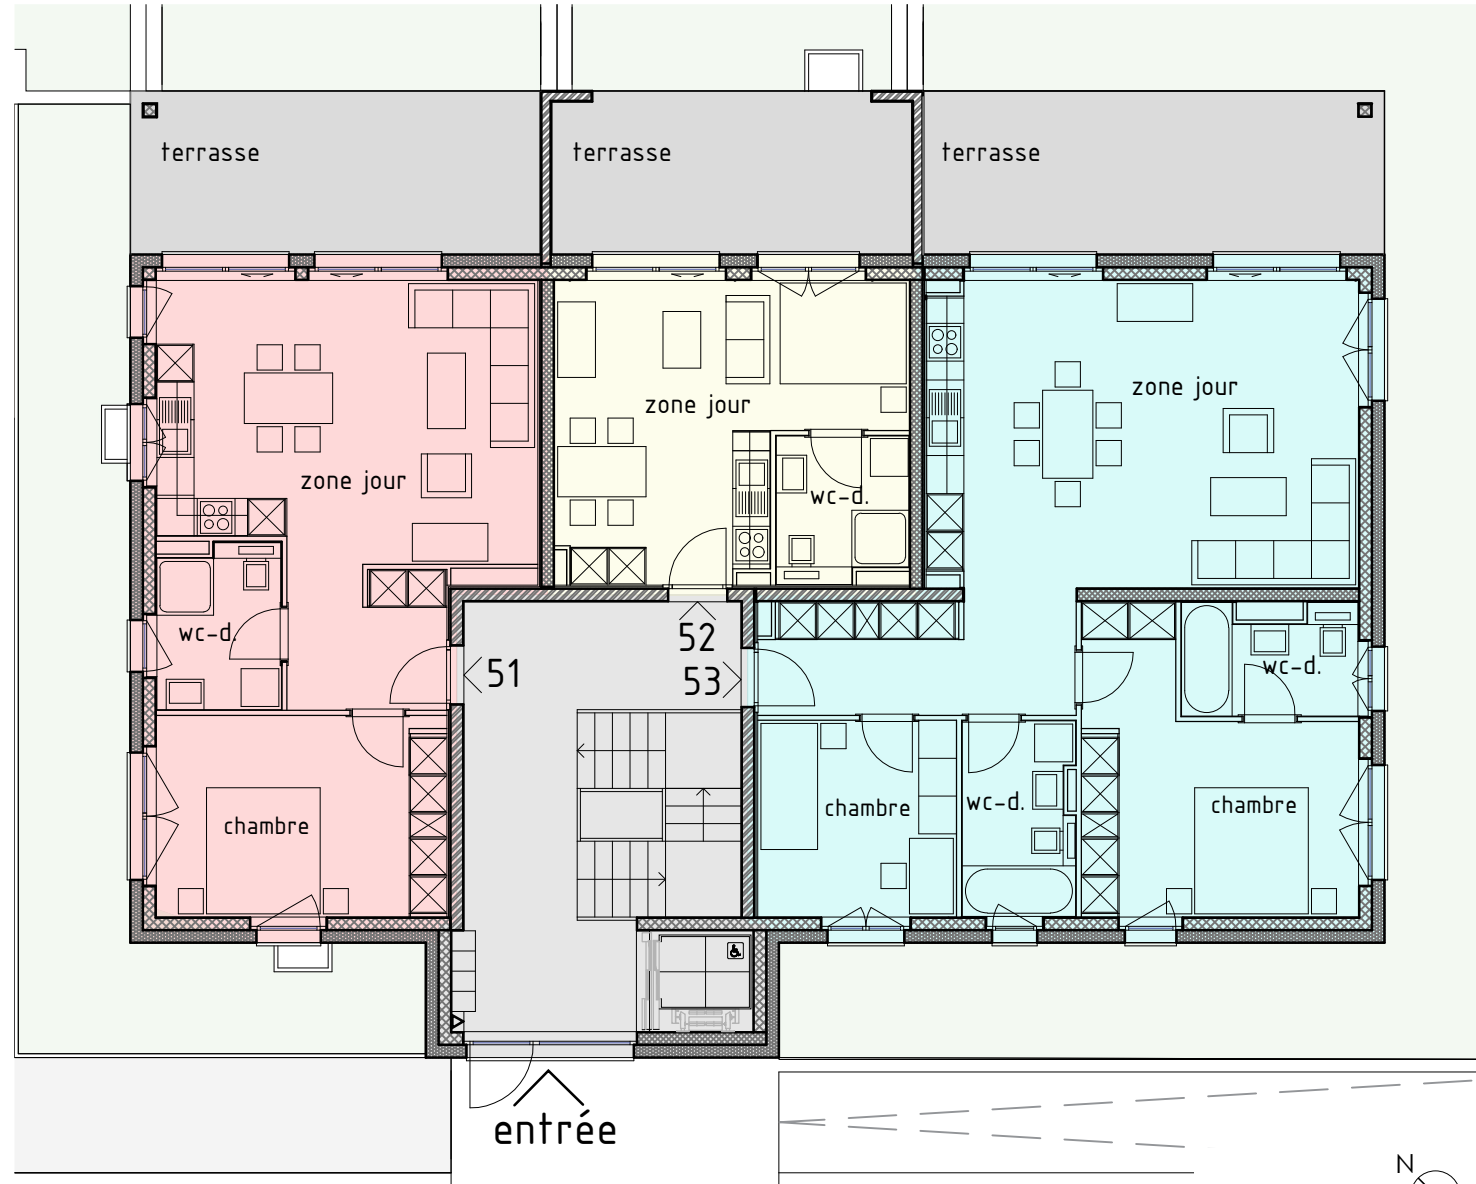 terrasse
terrasse
terrasse
zone jour
zone jour
zone jour
wc-d.
wc-d.
52
51
53
wc-d.
chambre
chambre
wc-d.
chambre
entrée
N